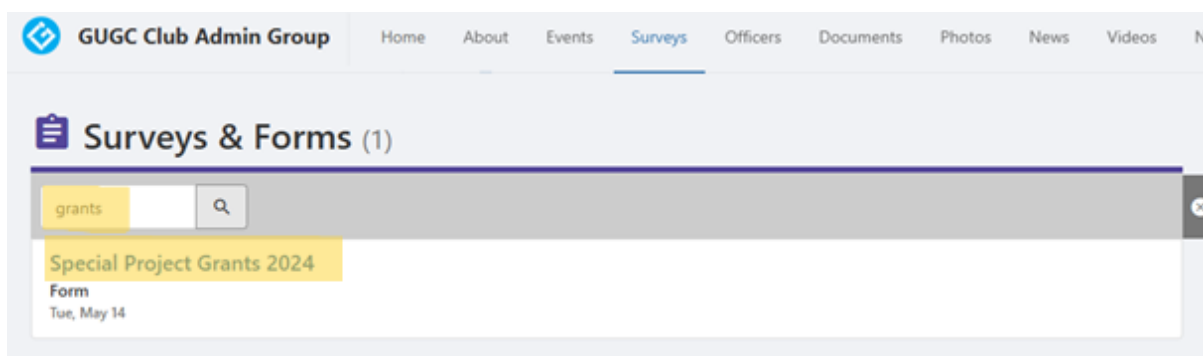 GUGC Club Admin Group Home About Events Surveys Officers Documents Photos News Videos
Surveys & Forms (1)
grants
Special Project Grants 2024
Form
Tue, May 14